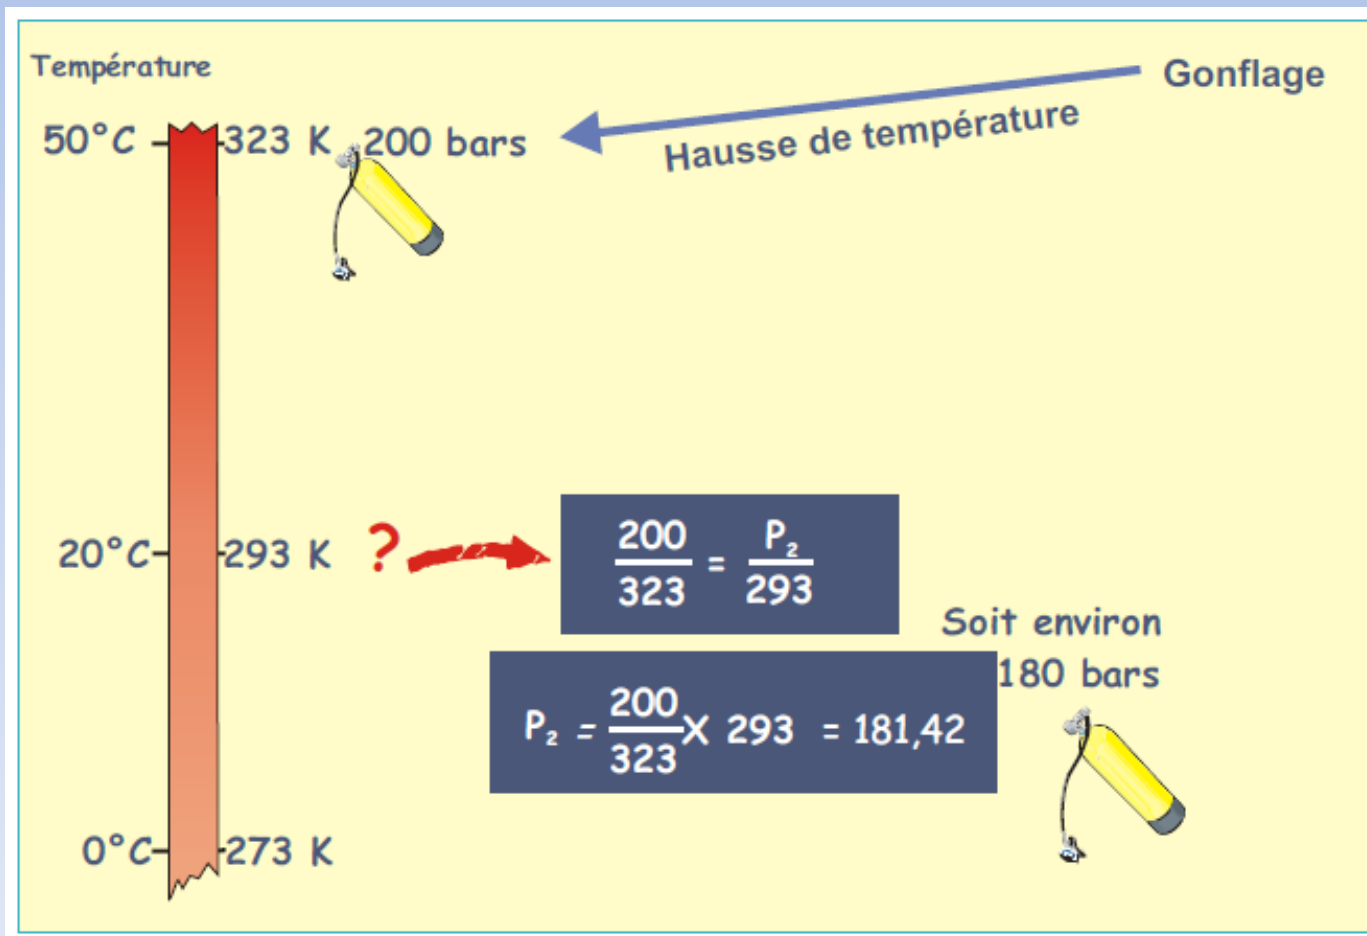 Température
Gonflage
Hausse de température
50°C 323 K 200 bars
20°C 293 K ?
200/323 = P₂/293
Soit environ
180 bars
P₂ = 200/323 X 293 = 181,42
0°C 273 K